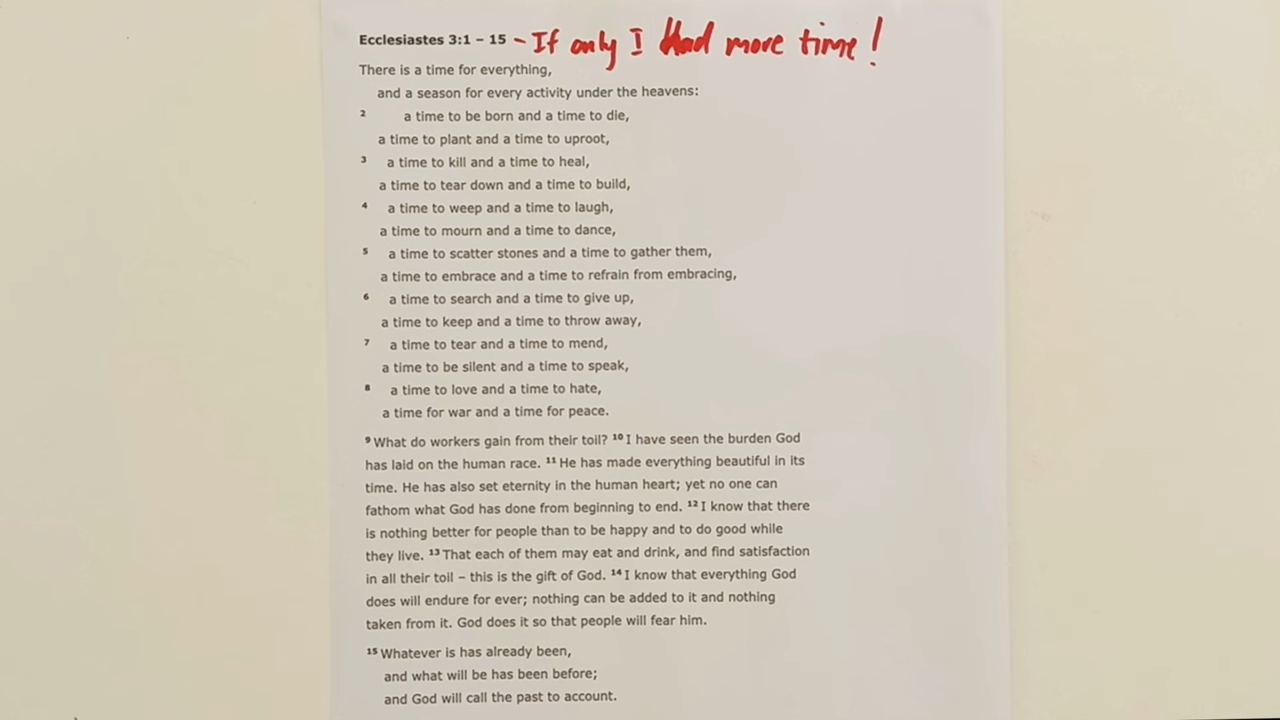 Ecclesiastes 3:1 – 15 – If only I Had more time!
There is a time for everything,
and a season for every activity under the heavens:
2 a time to be born and a time to die,
a time to plant and a time to uproot,
3 a time to kill and a time to heal,
a time to tear down and a time to build,
4 a time to weep and a time to laugh,
a time to mourn and a time to dance,
5 a time to scatter stones and a time to gather them,
a time to embrace and a time to refrain from embracing,
6 a time to search and a time to give up,
a time to keep and a time to throw away,
7 a time to tear and a time to mend,
a time to be silent and a time to speak,
8 a time to love and a time to hate,
a time for war and a time for peace.
9 What do workers gain from their toil? 10 I have seen the burden God
has laid on the human race. 11 He has made everything beautiful in its
time. He has also set eternity in the human heart; yet no one can
fathom what God has done from beginning to end. 12 I know that there
is nothing better for people than to be happy and to do good while
they live. 13 That each of them may eat and drink, and find satisfaction
in all their toil – this is the gift of God. 14 I know that everything God
does will endure for ever; nothing can be added to it and nothing
taken from it. God does it so that people will fear him.
15 Whatever is has already been,
and what will be has been before;
and God will call the past to account.